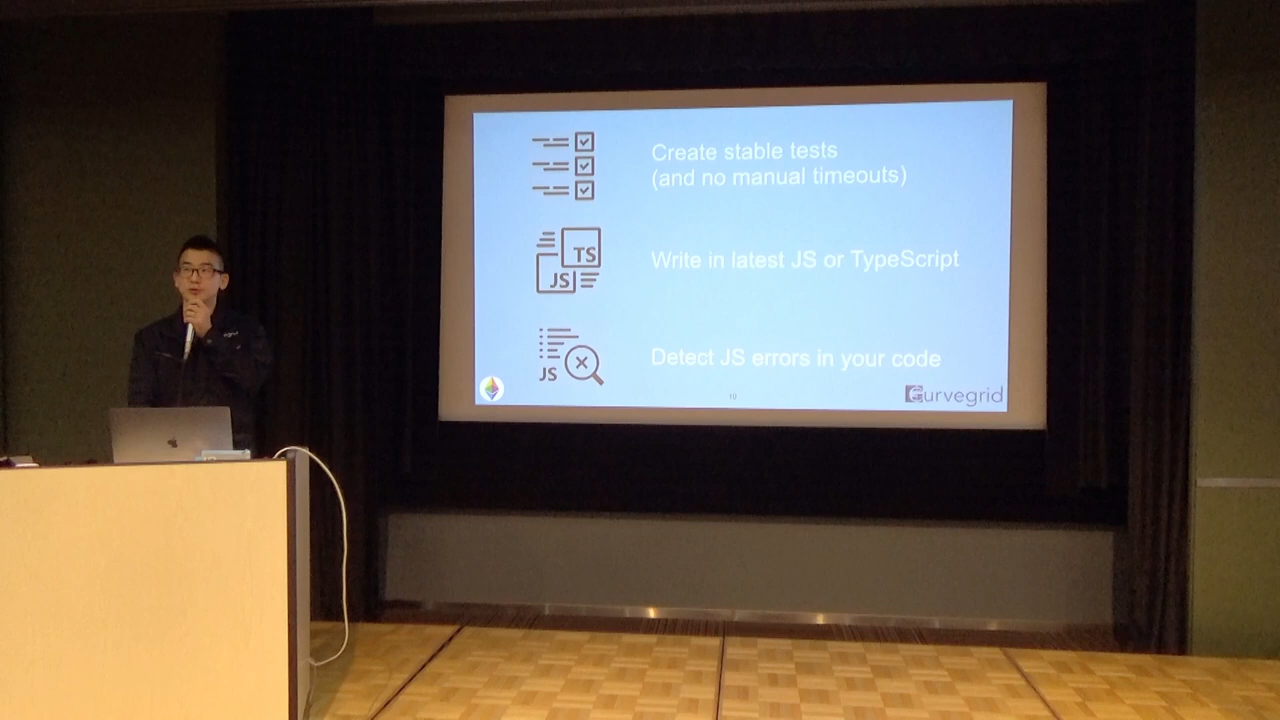 Create stable tests
(and no manual timeouts)
TS
JS
Write in latest JS or TypeScript
JS
Detect JS errors in your code
10
Curvegrid